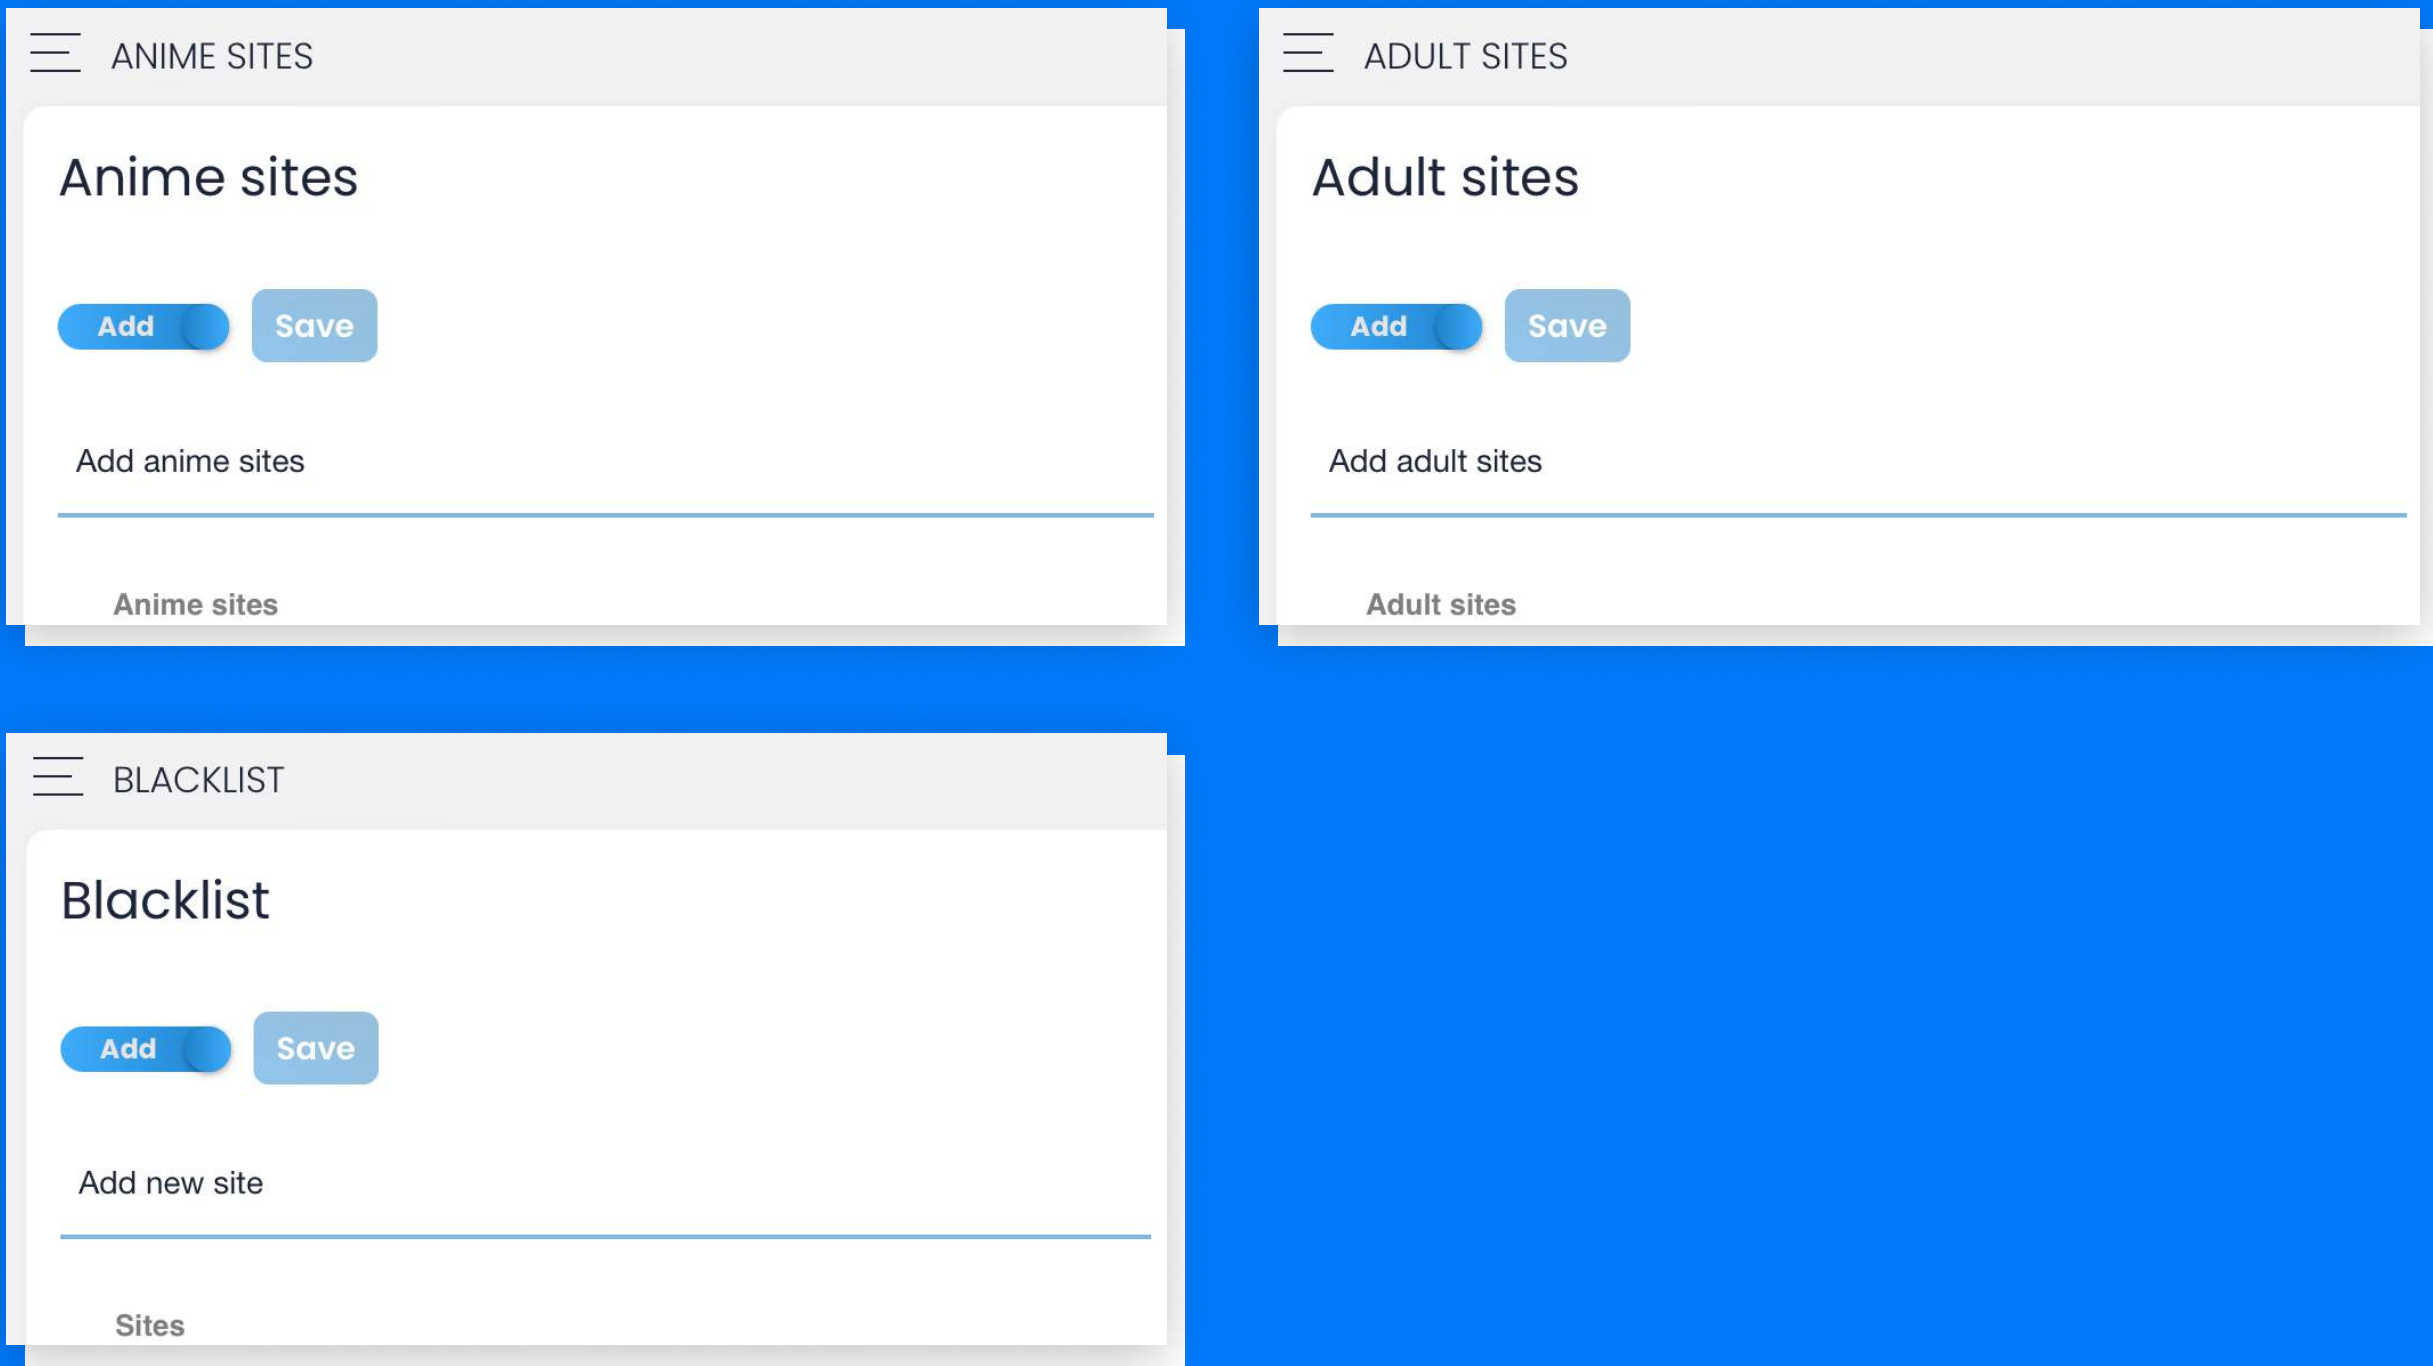 ANIME SITES
Anime sites
Add
Save
Add anime sites
Anime sites
ADULT SITES
Adult sites
Add
Save
Add adult sites
Adult sites
BLACKLIST
Blacklist
Add
Save
Add new site
Sites